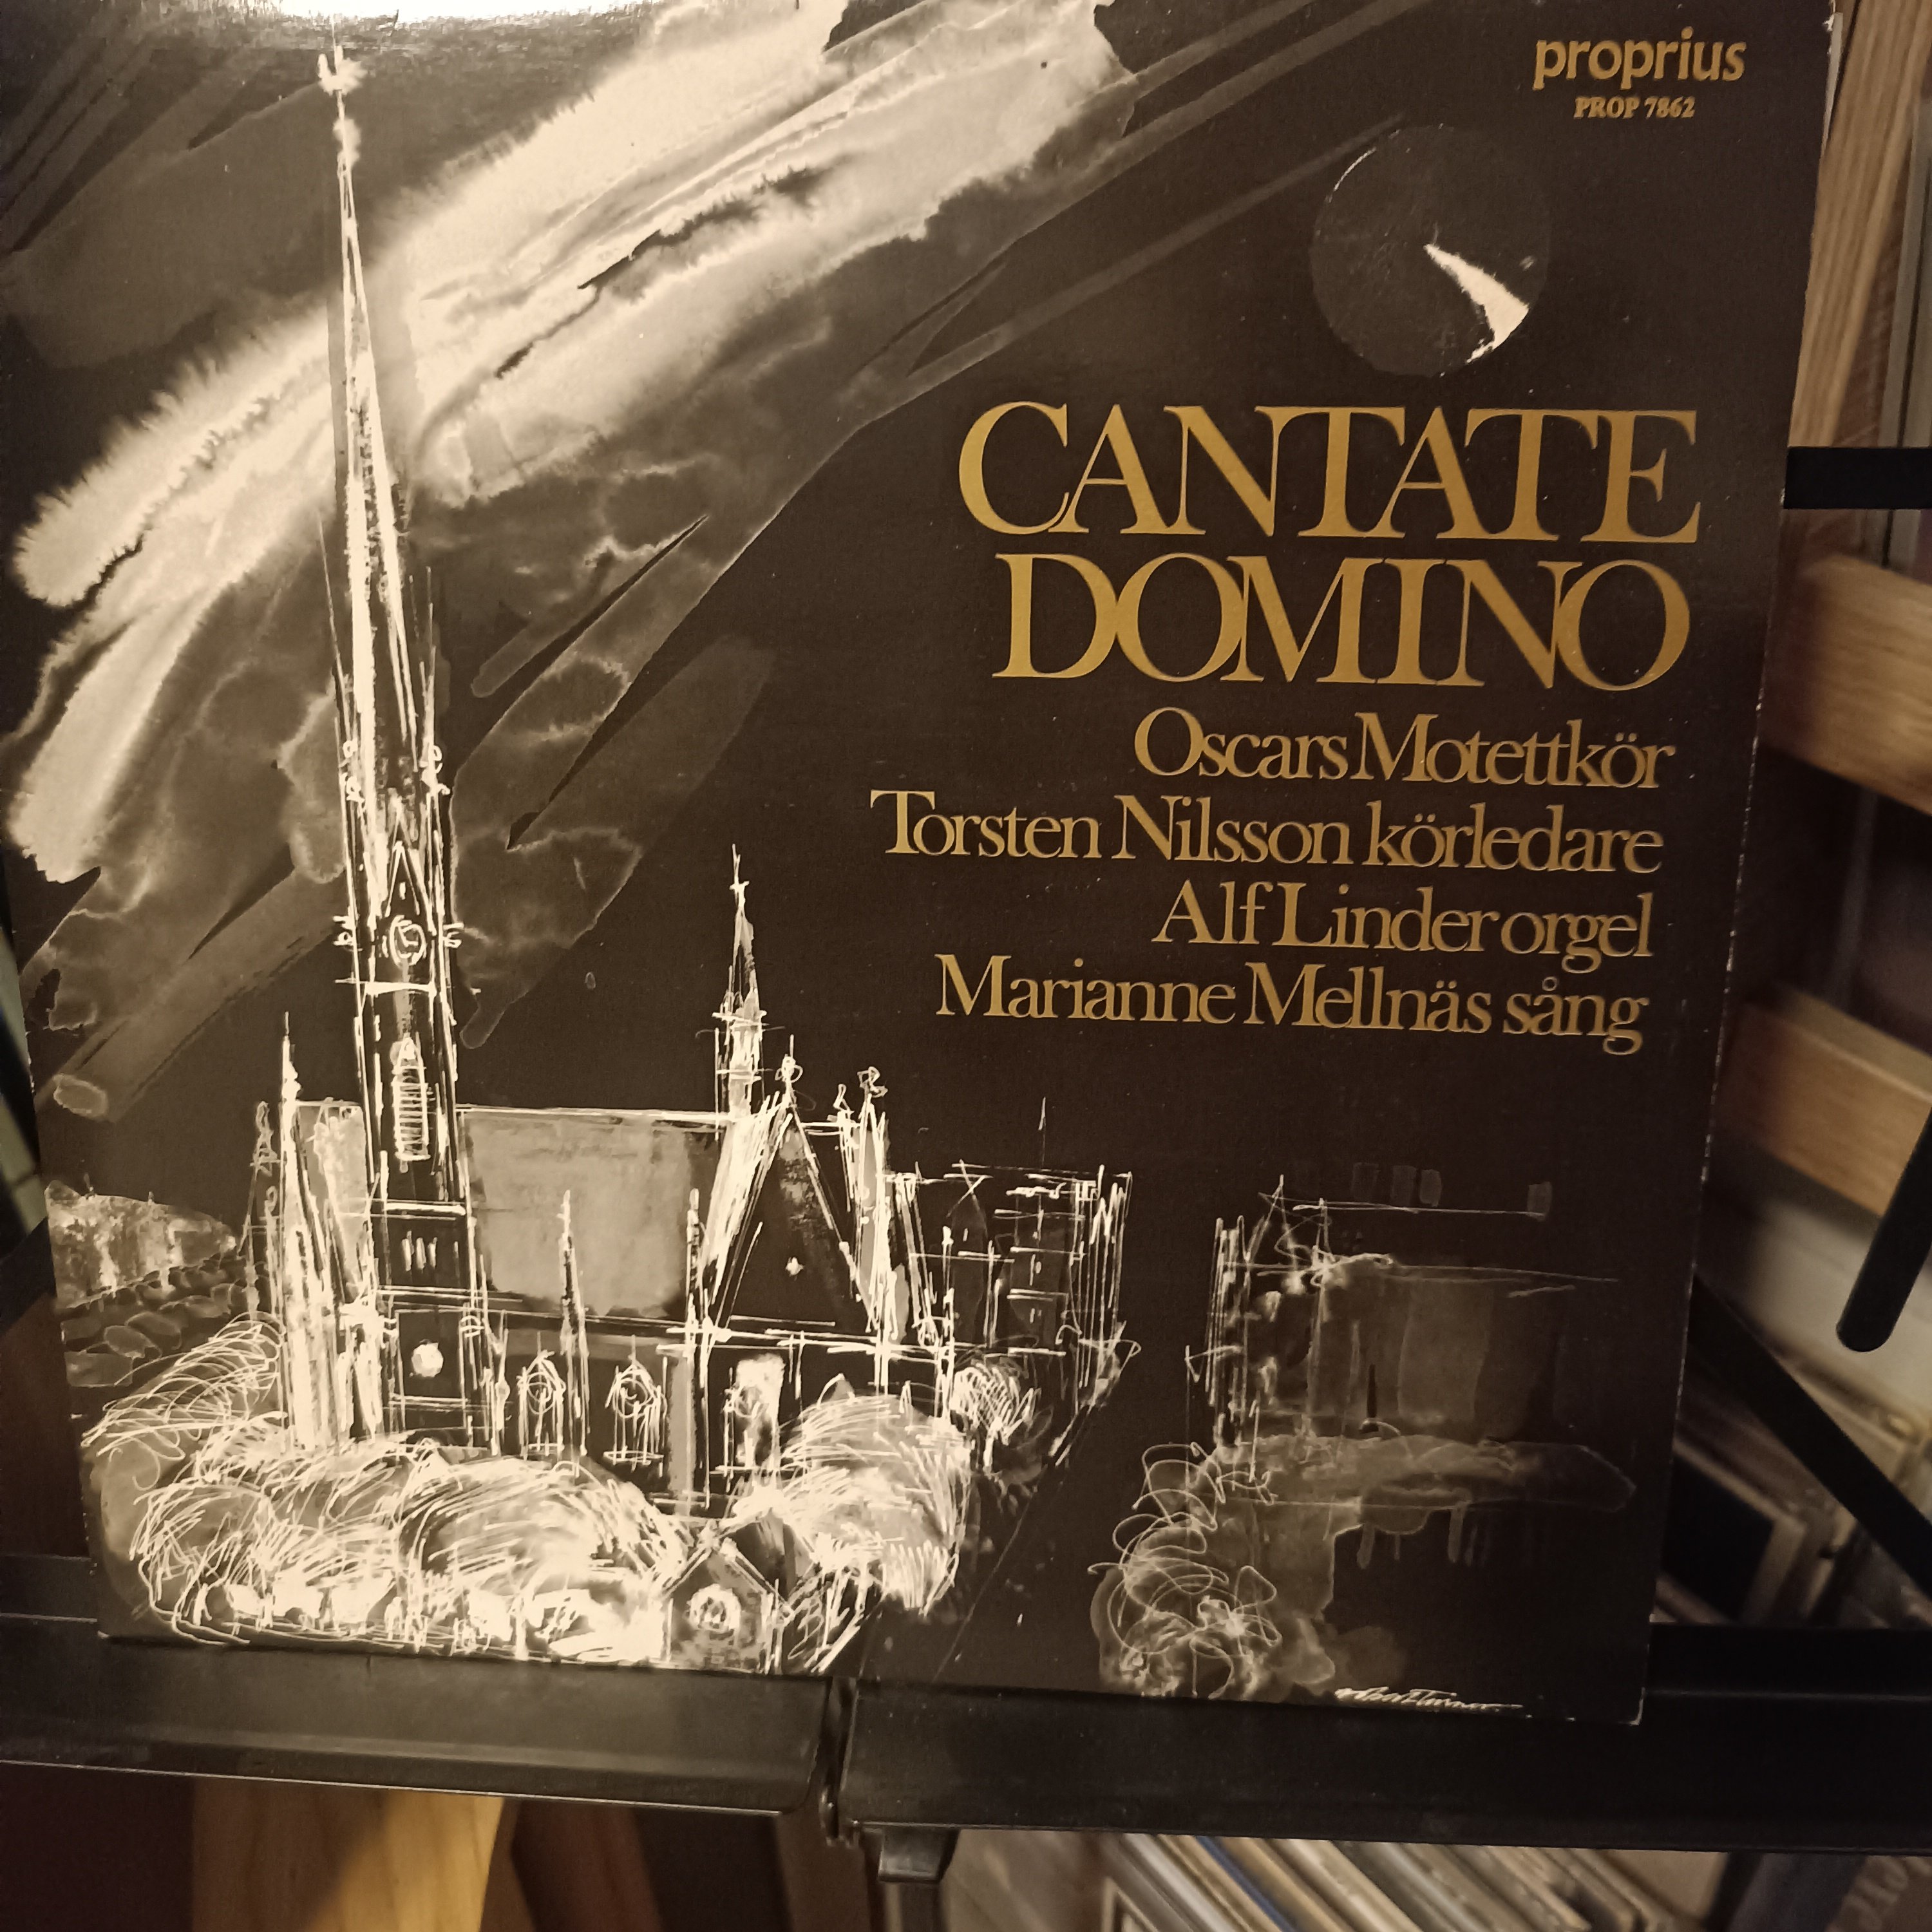 proprius
PROP 7862
CANTATE
DOMINO
Oscars Motettkör
Torsten Nilsson körledare
Alf Linder orgel
Marianne Mellnäs sång